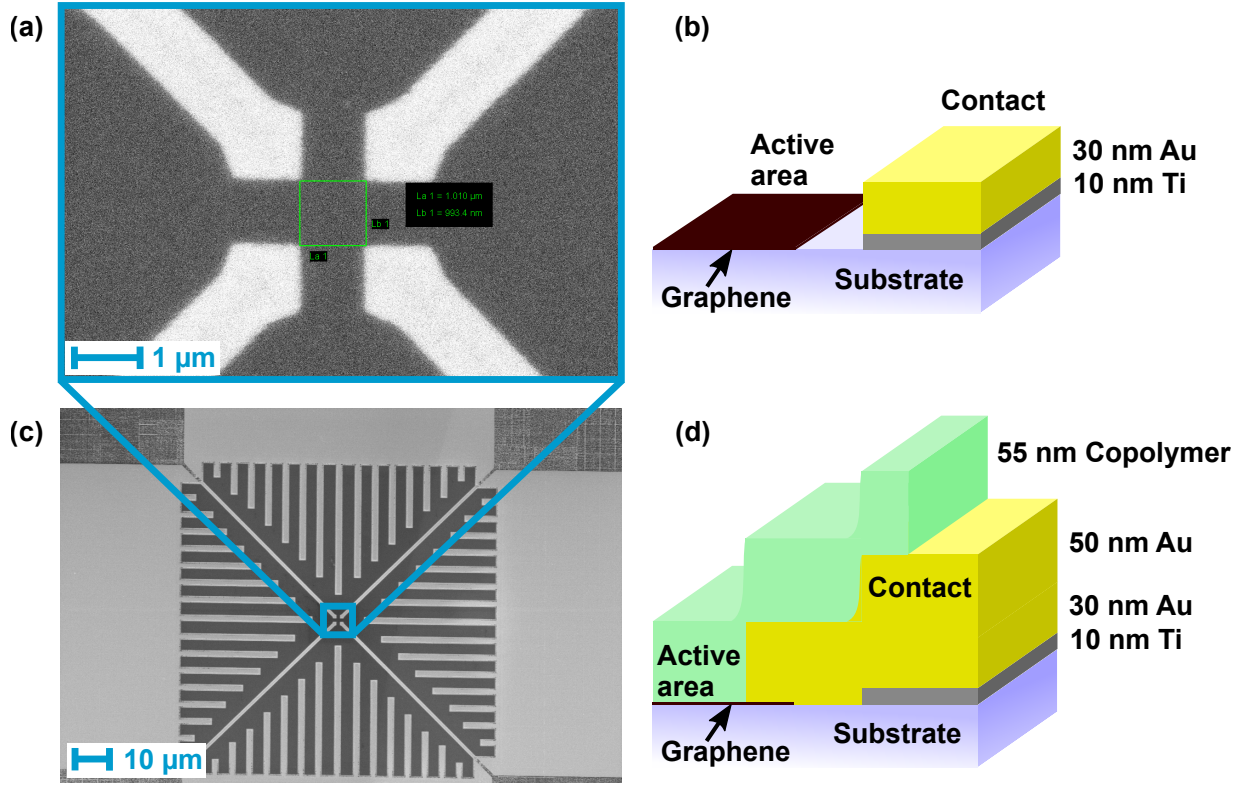 (a)
La 1 = 1.010 µm
Lb 1 = 993.4 nm
Lb 1
La 1
1 µm
(b)
Contact
Active
area
30 nm Au
10 nm Ti
Substrate
Graphene
(c)
10 µm
(d)
55 nm Copolymer
50 nm Au
Contact
30 nm Au
10 nm Ti
Active
area
Substrate
Graphene